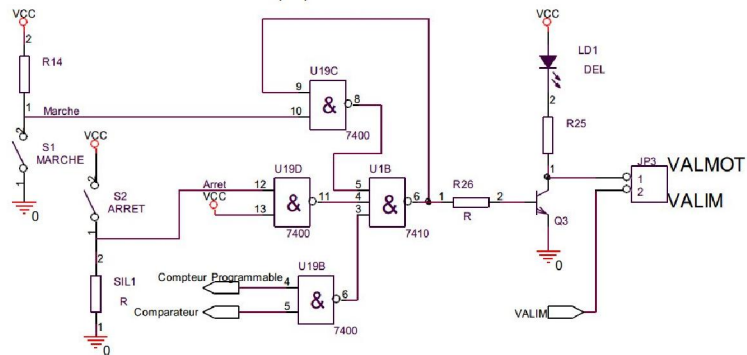 VCC
2
R14
1
Marche
2
S1
MARCHE
1
0
VCC
2
S2
ARRET
1
2
SIL1
R
1
0
U19C
9
10
&
8
7400
Arret
VCC
U19D
12
13
&
11
7400
Compteur Programmable
Comparateur
U19B
4
5
&
6
7400
U1B
5
4
3
&
6
7410
R26
1
2
R
Q3
0
VCC
LD1
DEL
2
R25
1
JP3
1
2
VALMOT
VALIM
VALIM